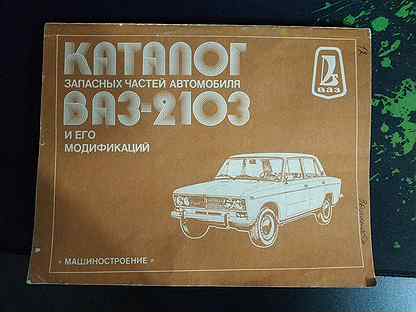 КАТАЛОГ
ЗАПАСНЫХ ЧАСТЕЙ АВТОМОБИЛЯ
ВАЗ-2103
И ЕГО
МОДИФИКАЦИЙ
ВАЗ
«МАШИНОСТРОЕНИЕ»